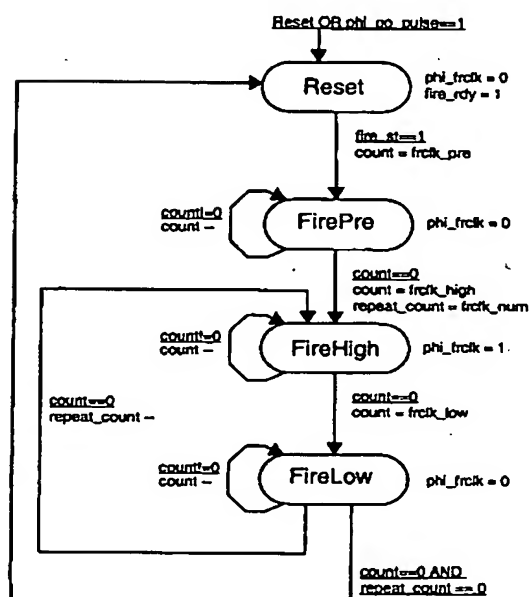 Reset OR phi_po_pulse==1
Reset
phi_frclk = 0
fire_rdy = 1
fire_st==1
count = frclk_pre
count!=0
count --
FirePre
phi_frclk = 0
count==0
count = frclk_high
repeat_count = frclk_num
count!=0
count --
FireHigh
phi_frclk = 1
count==0
repeat_count --
count==0
count = frclk_low
count!=0
count --
FireLow
phi_frclk = 0
count==0 AND
repeat_count == 0